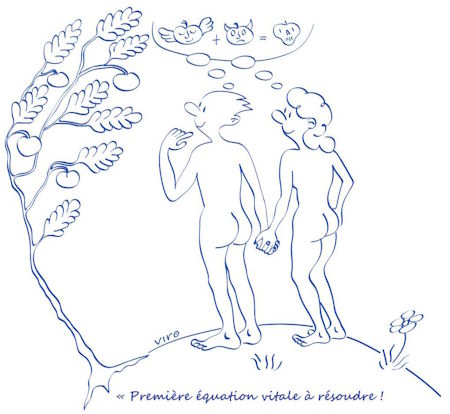 + =
viro
« Première équation vitale à résoudre !